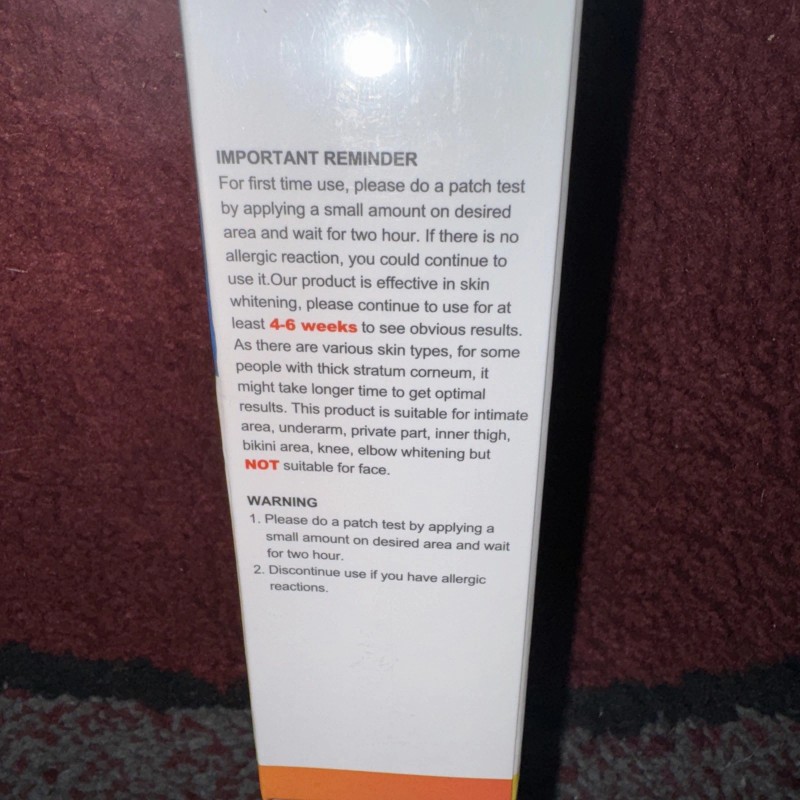 IMPORTANT REMINDER
For first time use, please do a patch test
by applying a small amount on desired
area and wait for two hour. If there is no
allergic reaction, you could continue to
use it.Our product is effective in skin
whitening, please continue to use for at
least 4-6 weeks to see obvious results.
As there are various skin types, for some
people with thick stratum corneum, it
might take longer time to get optimal
results. This product is suitable for intimate
area, underarm, private part, inner thigh,
bikini area, knee, elbow whitening but
NOT suitable for face.
WARNING
1. Please do a patch test by applying a
small amount on desired area and wait
for two hour.
2. Discontinue use if you have allergic
reactions.